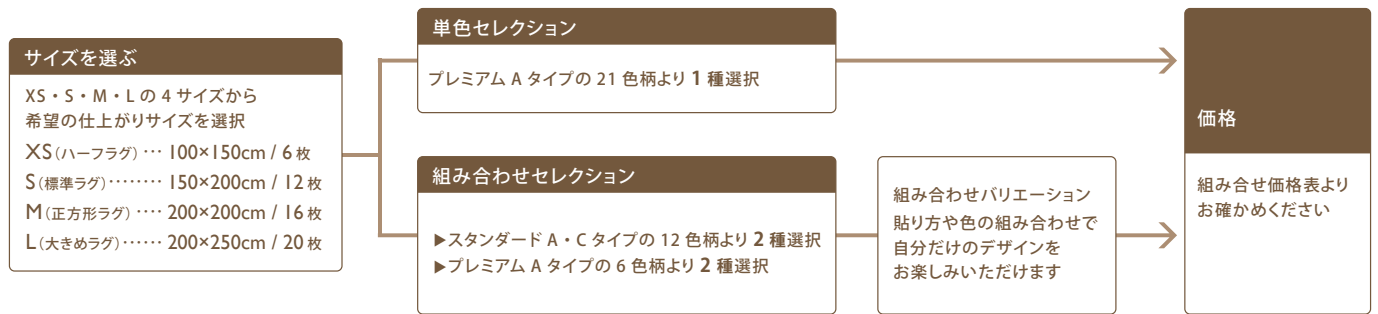 サイズを選ぶ
XS・S・M・L の 4 サイズから
希望の仕上がりサイズを選択
XS(ハーフラグ)… 100×150cm / 6 枚
S(標準ラグ)……… 150×200cm / 12 枚
M(正方形ラグ)…. 200×200cm / 16 枚
L(大きめラグ)…… 200×250cm / 20 枚
単色セレクション
プレミアム A タイプの 21 色柄より 1 種選択
組み合わせセレクション
▶スタンダード A・C タイプの 12 色柄より 2 種選択
▶プレミアム A タイプの 6 色柄より 2 種選択
組み合わせバリエーション
貼り方や色の組み合わせで
自分だけのデザインを
お楽しみいただけます
価格
組み合せ価格表より
お確かめください